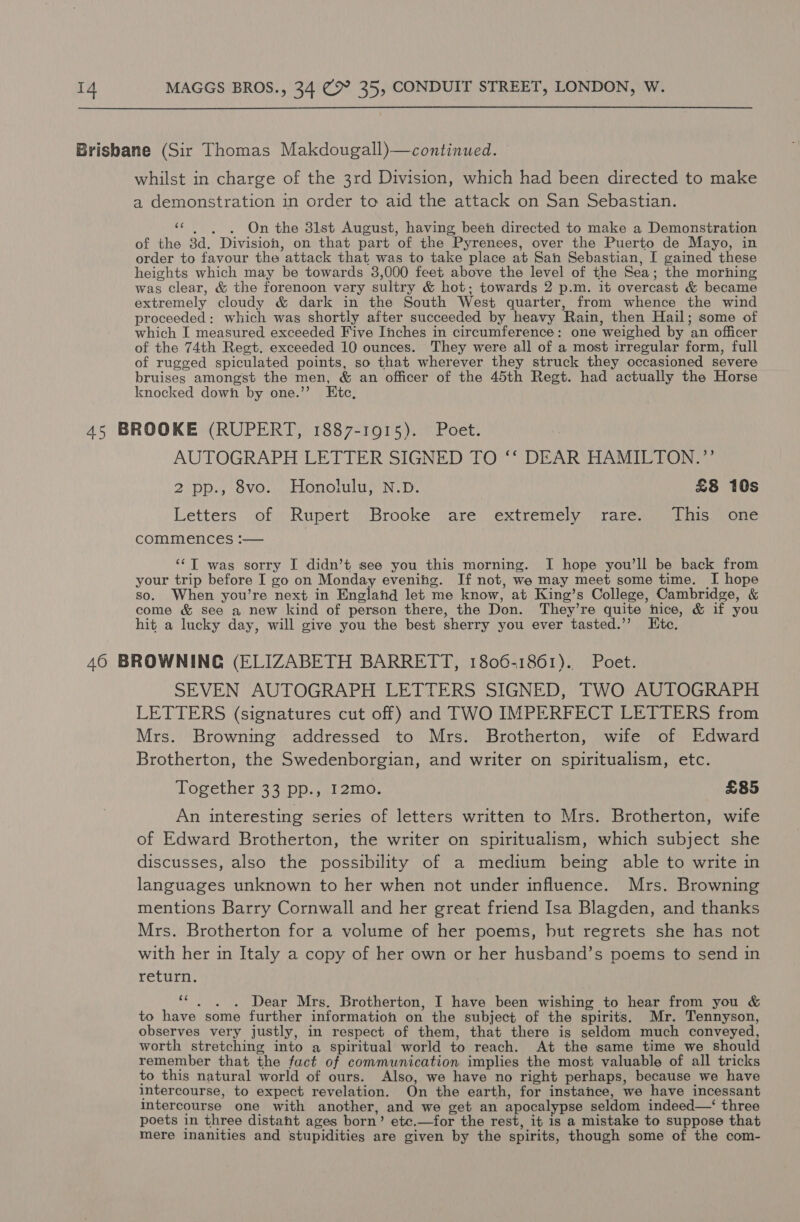 14 MAGGS BROS., 34 & 35, CONDUIT STREET, LONDON, W.
Brisbane (Sir Thomas Makdougall)—continued.
whilst in charge of the 3rd Division, which had been directed to make
a demonstration in order to aid the attack on San Sebastian.
“. . . On the 31st August, having been directed to make a Demonstration
of the 3d. Division, on that part of the Pyrenees, over the Puerto de Mayo, in
order to favour the attack that was to take place at San Sebastian, I gained these
heights which may be towards 3,000 feet above the level of the Sea; the morning
was clear, & the forenoon very sultry & hot; towards 2 p.m. it overcast & became
extremely cloudy & dark in the South West quarter, from whence the wind
proceeded: which was shortly after succeeded by heavy Rain, then Hail; some of
which I measured exceeded Five Inches in circumference: one weighed by an officer
of the 74th Regt. exceeded 10 ounces. They were all of a most irregular form, full
of rugged spiculated points, so that wherever they struck they occasioned severe
bruises amongst the men, & an officer of the 45th Regt. had actually the Horse
knocked down by one.” Etc,
45 BROOKE (RUPERT, 1887-1915). Poet.
AUTOGRAPH LETTER SIGNED TO “ DEAR HAMILTON.”
2 pp., 8vo. Honolulu, N.D. £8 10s
Letters of Rupert Brooke are extremely rare. This one
commences :—
“I was sorry I didn’t see you this morning. I hope you’ll be back from
your trip before I go on Monday evening. If not, we may meet some time. I hope
so. When you’re next in England let me know, at King’s College, Cambridge, &
come & see a new kind of person there, the Don. They’re quite nice, & if you
hit a lucky day, will give you the best sherry you ever tasted.” Etc.
46 BROWNING (ELIZABETH BARRETT, 1806-1861). Poet.
SEVEN AUTOGRAPH LETTERS SIGNED, TWO AUTOGRAPH
LETTERS (signatures cut off) and TWO IMPERFECT LETTERS from
Mrs. Browning addressed to Mrs. Brotherton, wife of Edward
Brotherton, the Swedenborgian, and writer on spiritualism, etc.
Together 33 pp., 12mo. £85
An interesting series of letters written to Mrs. Brotherton, wife
of Edward Brotherton, the writer on spiritualism, which subject she
discusses, also the possibility of a medium being able to write in
languages unknown to her when not under influence. Mrs. Browning
mentions Barry Cornwall and her great friend Isa Blagden, and thanks
Mrs. Brotherton for a volume of her poems, but regrets she has not
with her in Italy a copy of her own or her husband’s poems to send in
return.
“. . . Dear Mrs. Brotherton, I have been wishing to hear from you &
to have some further information on the subject of the spirits. Mr. Tennyson,
observes very justly, in respect of them, that there is seldom much conveyed,
worth stretching into a spiritual world to reach. At the same time we should
remember that the fact of communication implies the most valuable of all tricks
to this natural world of ours. Also, we have no right perhaps, because we have
intercourse, to expect revelation. On the earth, for instance, we have incessant
intercourse one with another, and we get an apocalypse seldom indeed—‘ three
poets in three distant ages born’ etc.—for the rest, it is a mistake to suppose that
mere inanities and stupidities are given by the spirits, though some of the com-